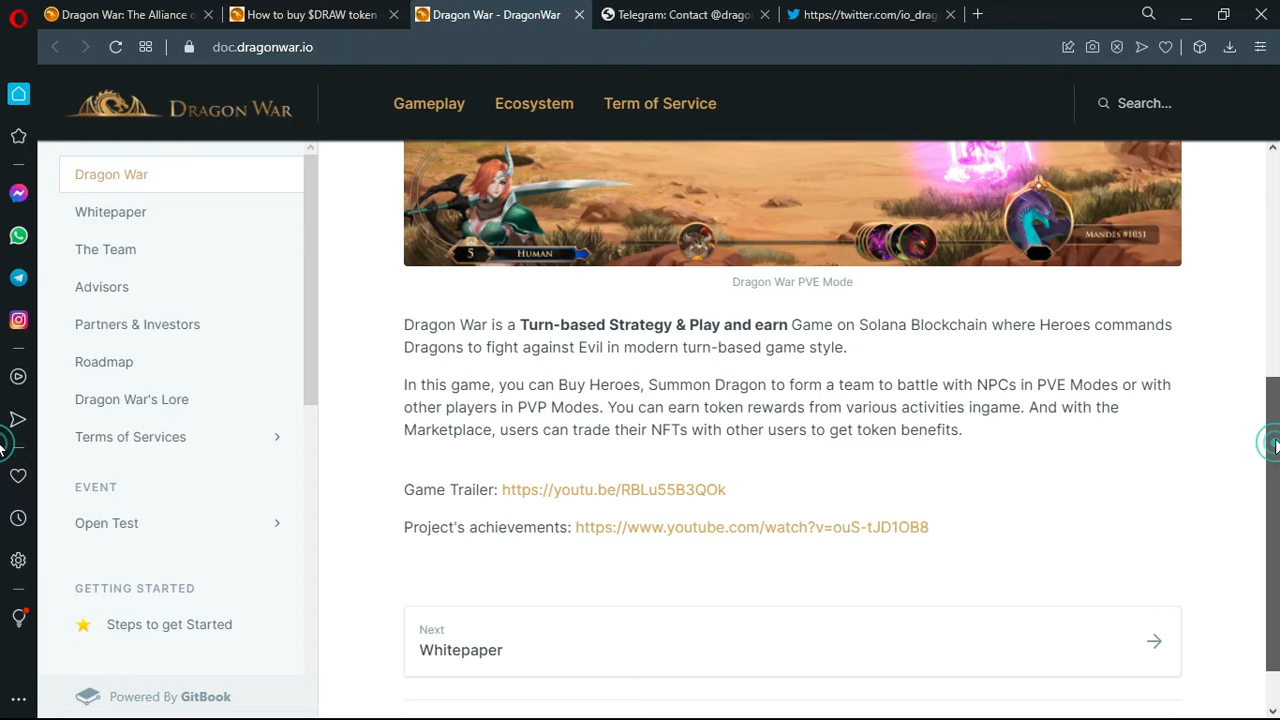 Dragon War: The Alliance o
How to buy $DRAW token
Dragon War - DragonWar
Telegram: Contact @drago
https://twitter.com/io_drag
doc.dragonwar.io
DRAGON WAR
Gameplay
Ecosystem
Term of Service
Search...
Dragon War
Whitepaper
The Team
Advisors
Partners & Investors
Roadmap
Dragon War's Lore
Terms of Services
EVENT
Open Test
GETTING STARTED
Steps to get Started
Powered By GitBook
5 HUMAN
MANDES #1051
Dragon War PVE Mode
Dragon War is a Turn-based Strategy & Play and earn Game on Solana Blockchain where Heroes commands
Dragons to fight against Evil in modern turn-based game style.
In this game, you can Buy Heroes, Summon Dragon to form a team to battle with NPCs in PVE Modes or with
other players in PVP Modes. You can earn token rewards from various activities ingame. And with the
Marketplace, users can trade their NFTs with other users to get token benefits.
Game Trailer: https://youtu.be/RBLu55B3QOk
Project's achievements: https://www.youtube.com/watch?v=ouS-tJD1OB8
Next
Whitepaper